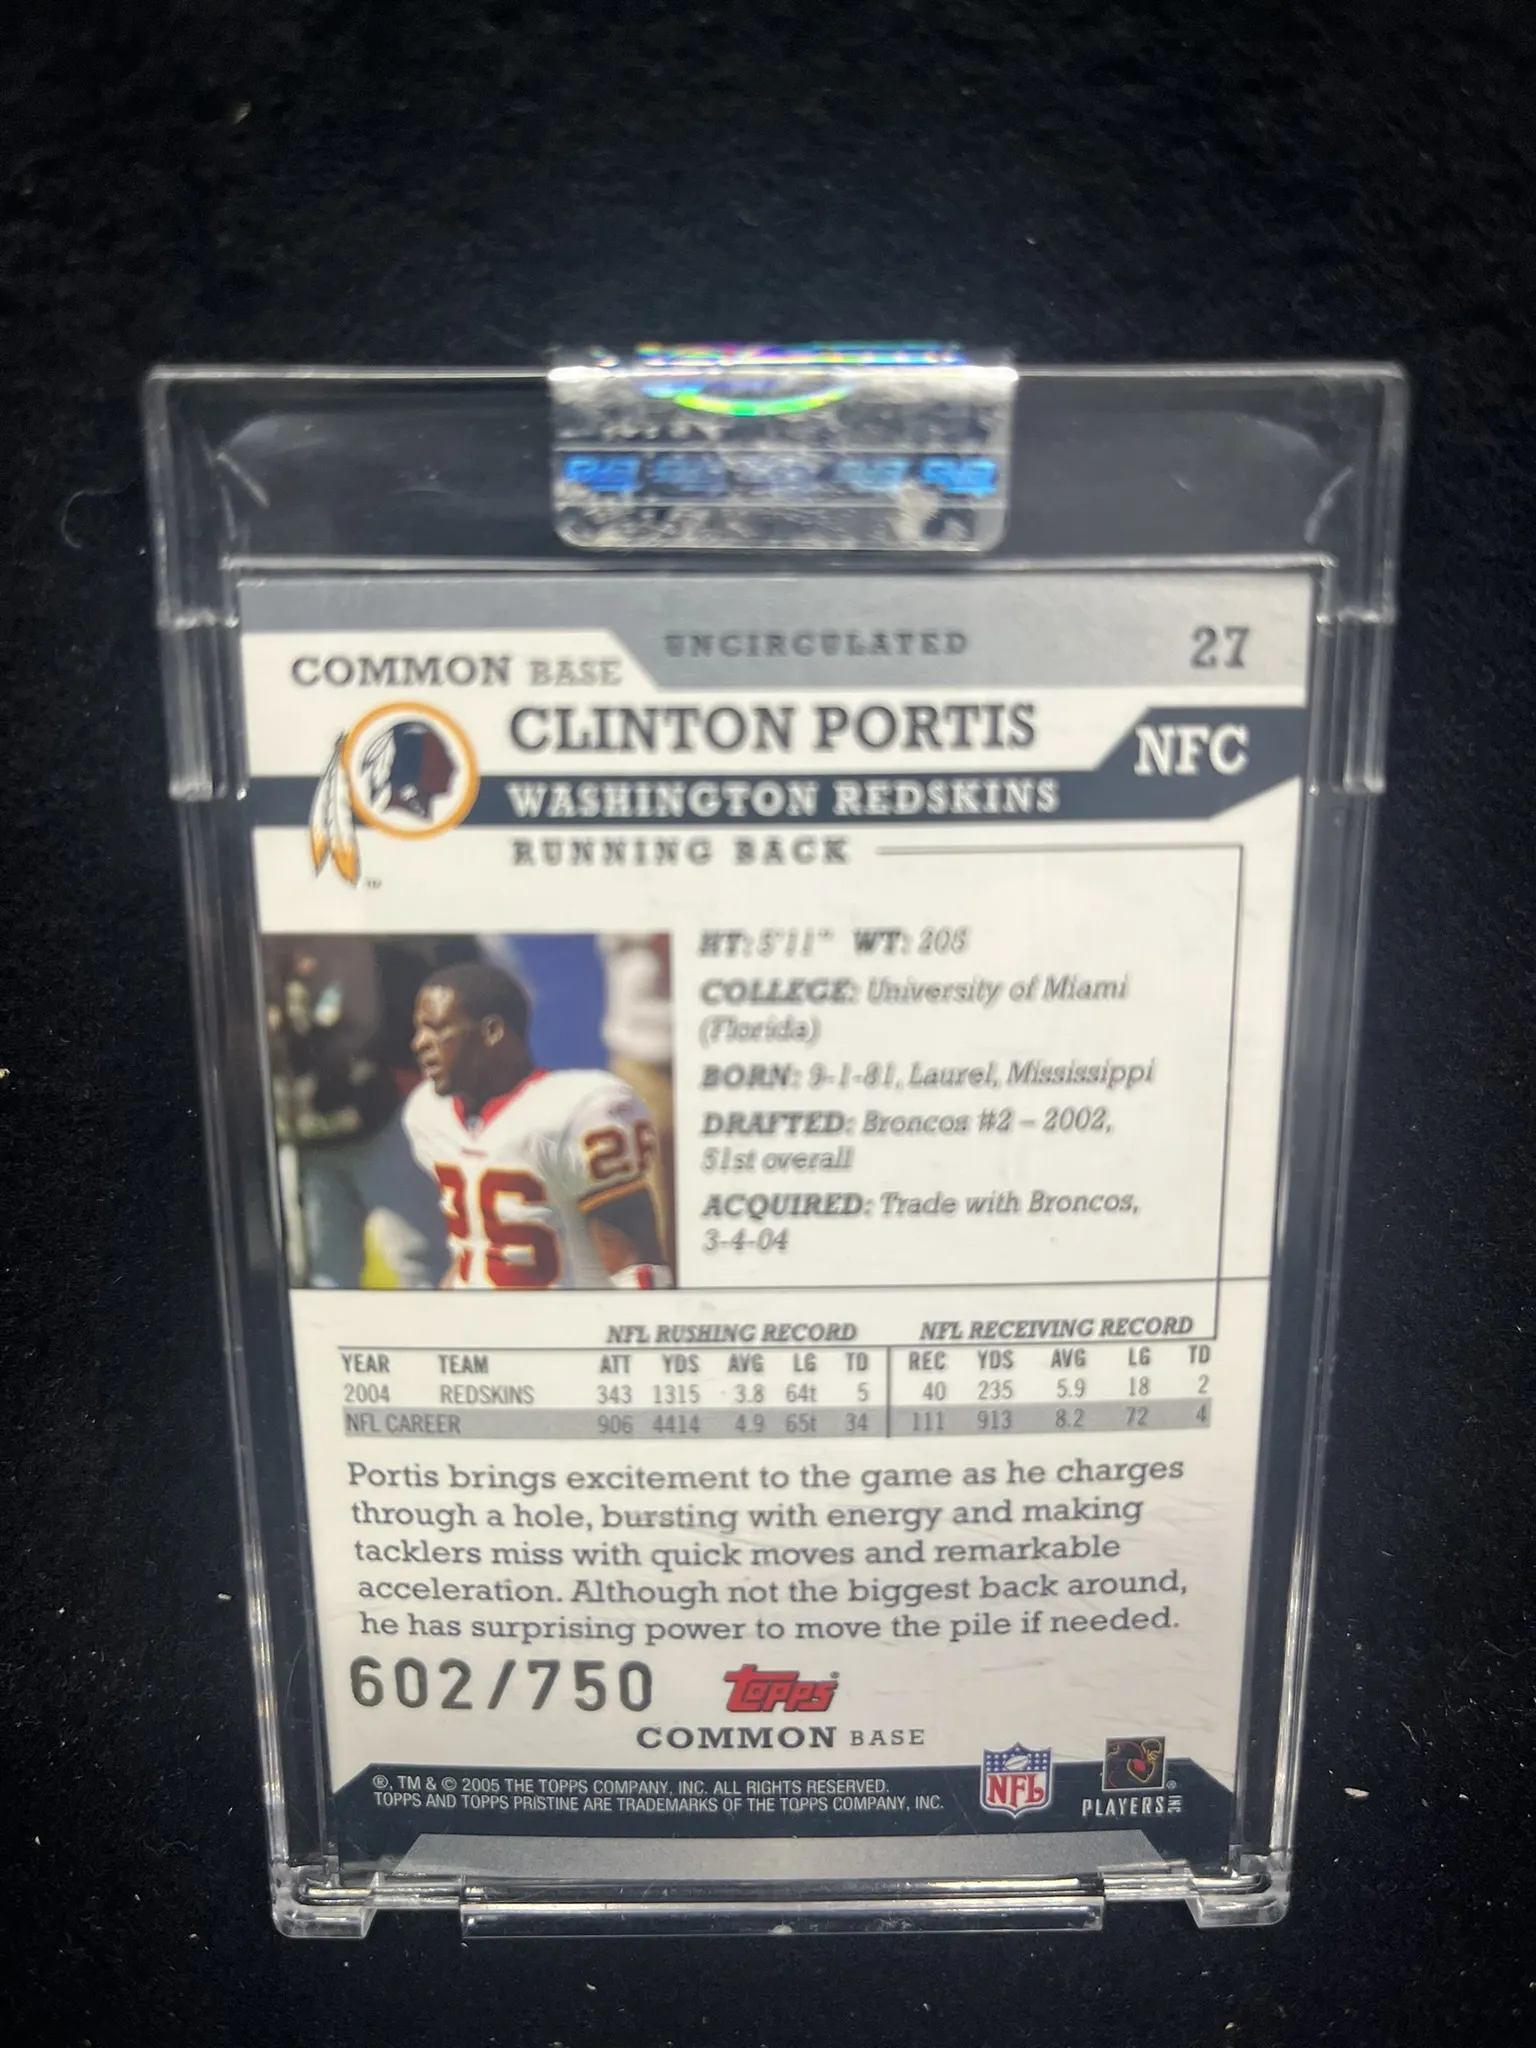 UNCIRCULATED
27
COMMON BASE
CLINTON PORTIS
NFC
WASHINGTON REDSKINS
RUNNING BACK
TM
HT: 5'11" WT: 205
COLLEGE: University of Miami
(Florida)
BORN: 9-1-81, Laurel, Mississippi
DRAFTED: Broncos #2 – 2002,
51st overall
ACQUIRED: Trade with Broncos,
3-4-04
26
26
NFL RUSHING RECORD NFL RECEIVING RECORD
YEAR TEAM ATT YDS AVG LG TD REC YDS AVG LG TD
2004 REDSKINS 343 1315 3.8 64t 5 40 235 5.9 18 2
NFL CAREER 906 4414 4.9 65t 34 111 913 8.2 72 4
Portis brings excitement to the game as he charges
through a hole, bursting with energy and making
tacklers miss with quick moves and remarkable
acceleration. Although not the biggest back around,
he has surprising power to move the pile if needed.
602/750
Topps®
COMMON BASE
®, TM & © 2005 THE TOPPS COMPANY, INC. ALL RIGHTS RESERVED.
TOPPS AND TOPPS PRISTINE ARE TRADEMARKS OF THE TOPPS COMPANY, INC.
NFL
PLAYERS INC ®